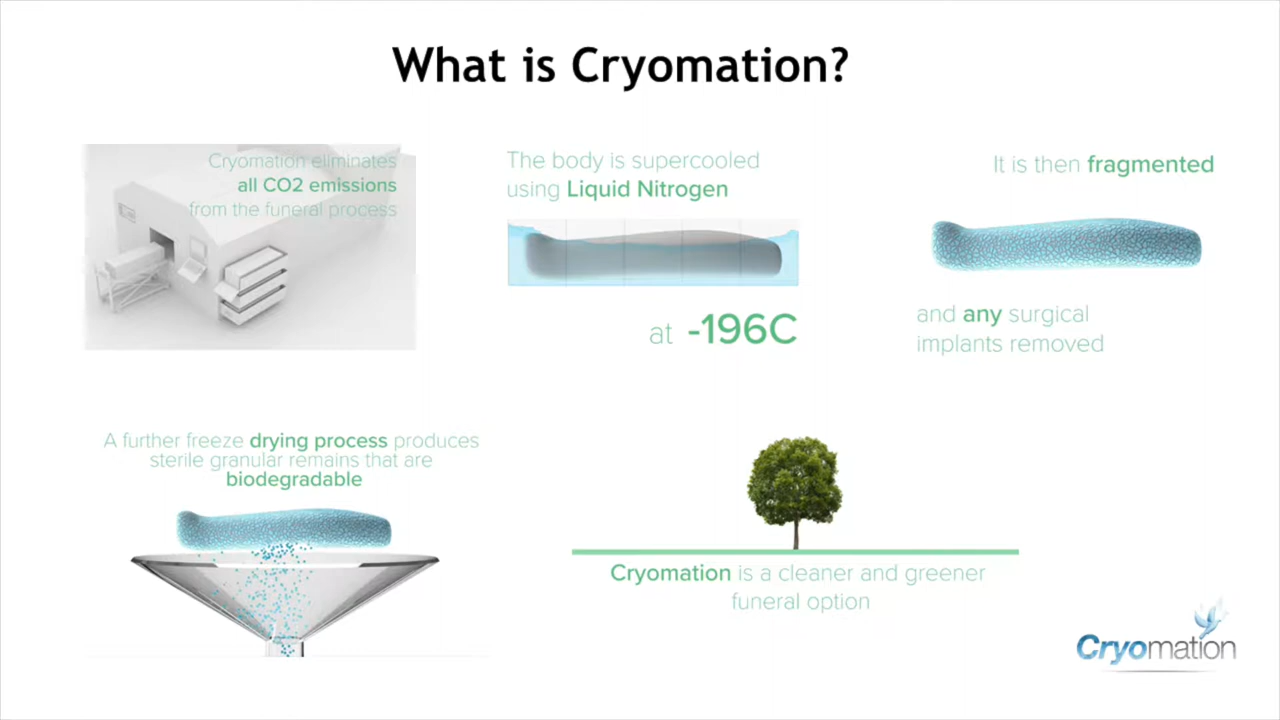 What is Cryomation?
Cryomation eliminates
all CO2 emissions
from the funeral process
The body is supercooled
using Liquid Nitrogen
at -196C
It is then fragmented
and any surgical
implants removed
A further freeze drying process produces
sterile granular remains that are
biodegradable
Cryomation is a cleaner and greener
funeral option
Cryomation